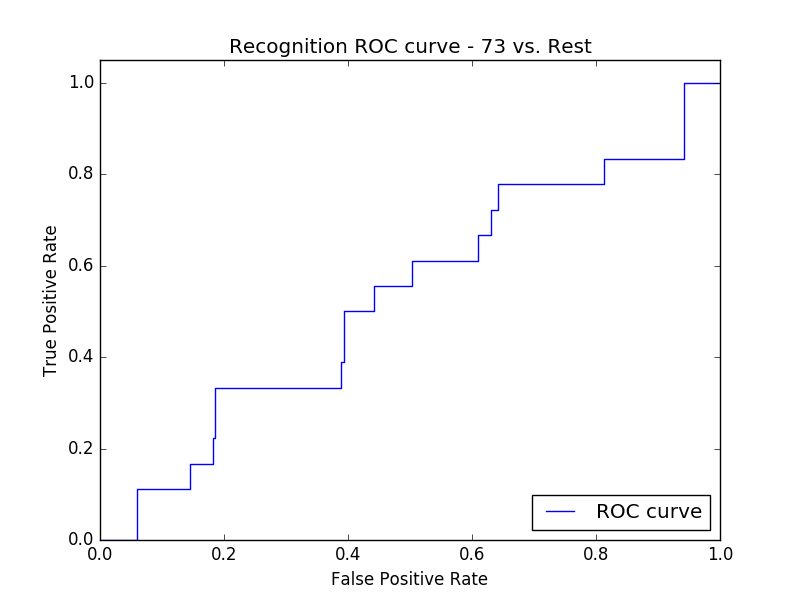 Recognition ROC curve - 73 vs. Rest
1.0
0.8
0.6
0.4
0.2
0.0
True Positive Rate
ROC curve
0.0 0.2 0.4 0.6 0.8 1.0
False Positive Rate